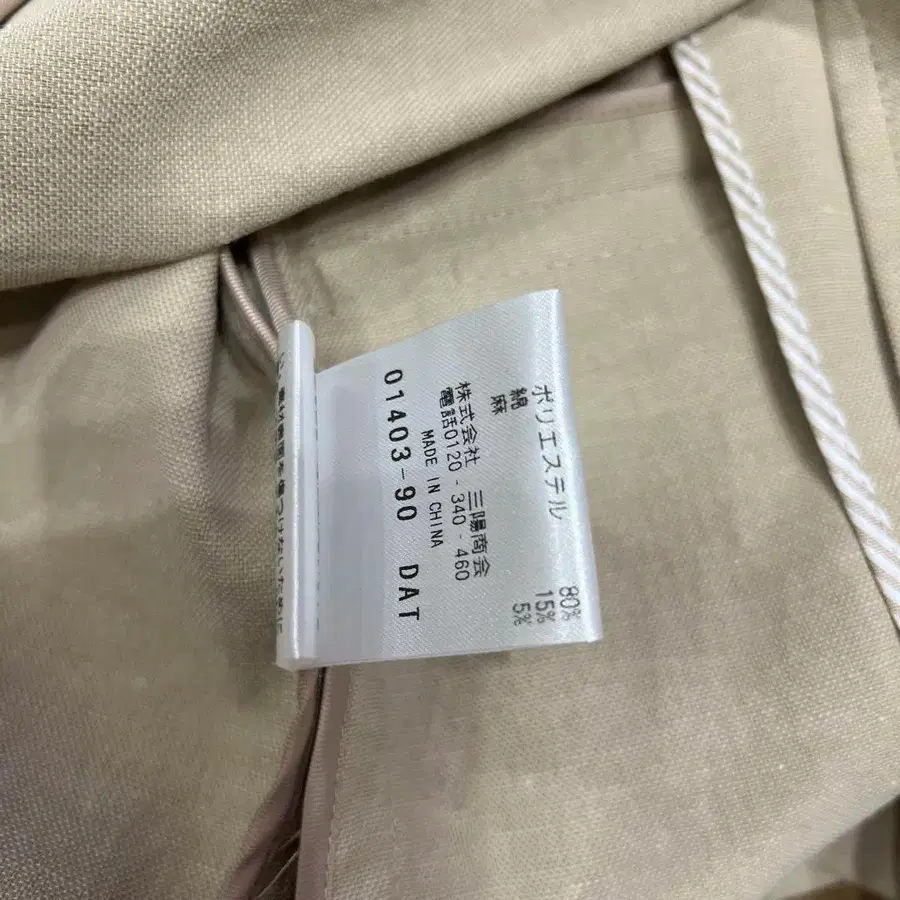 ポリエステル 80%
綿 15%
麻 5%
株式会社 三陽商会
電話0120-340-460
MADE IN CHINA
01403-90 DAT